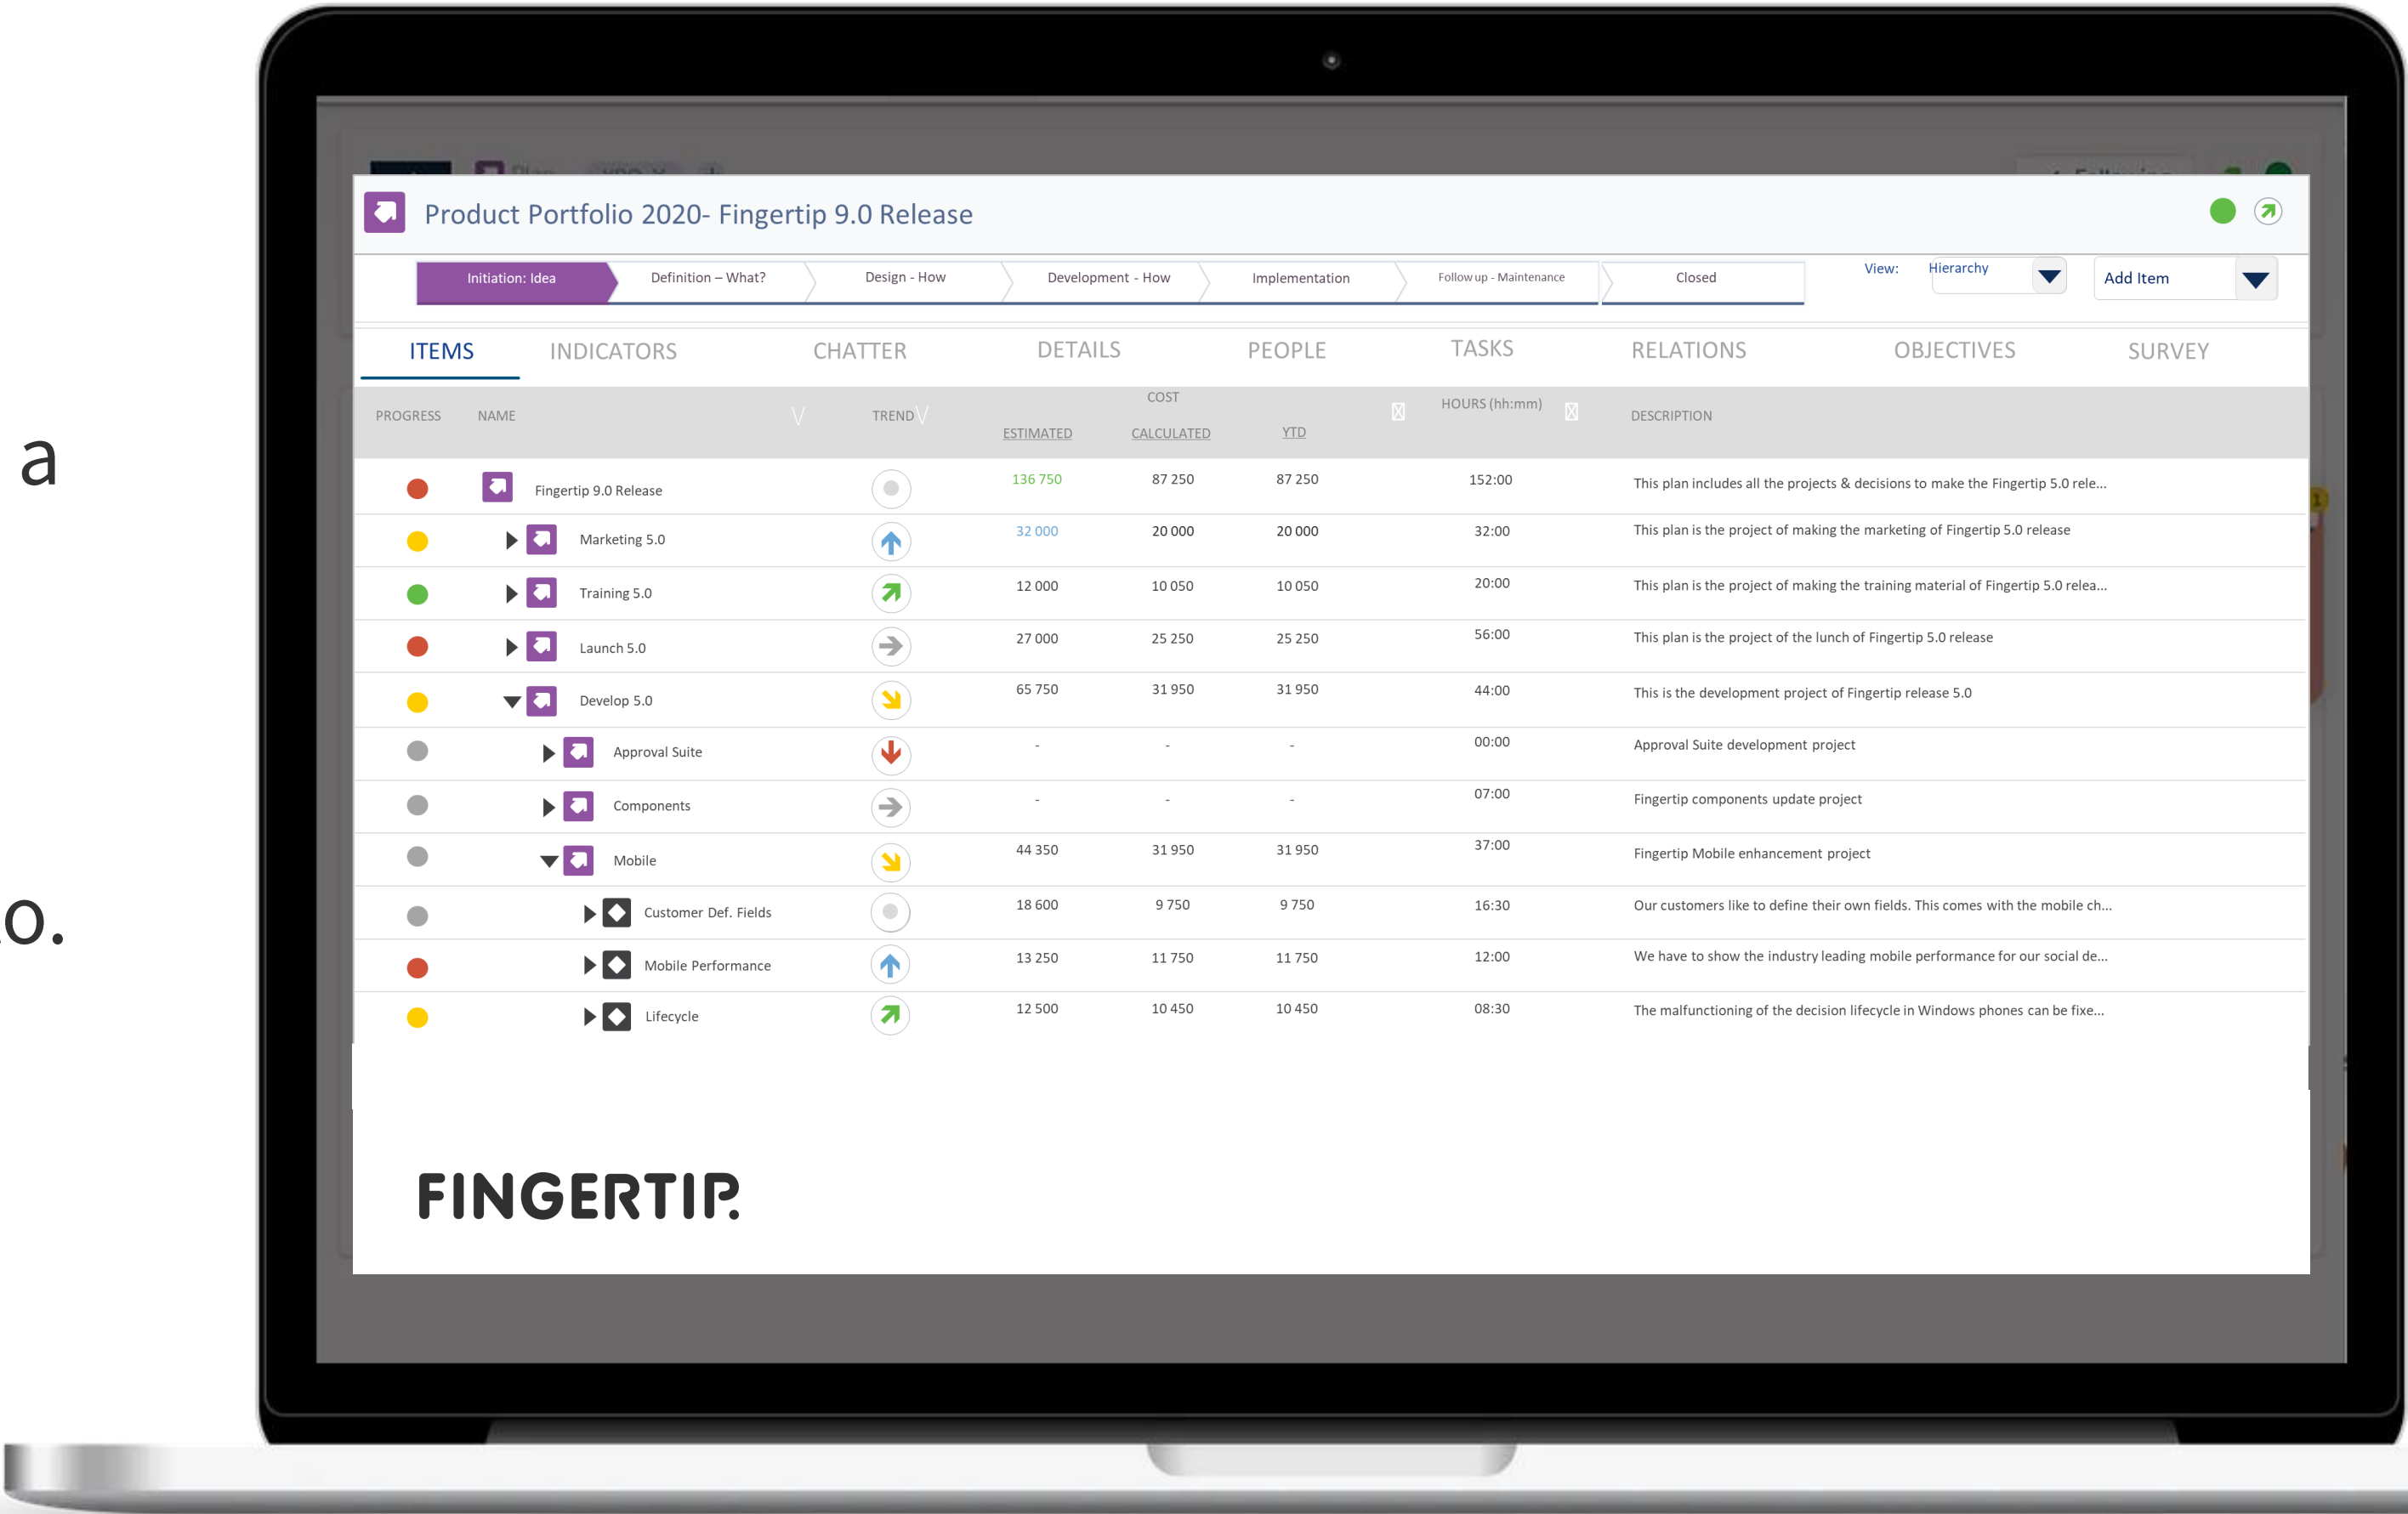 a
o.
Product Portfolio 2020- Fingertip 9.0 Release
Initiation: Idea Definition – What? Design - How Development - How Implementation Follow up - Maintenance Closed View: Hierarchy Add Item
ITEMS INDICATORS CHATTER DETAILS PEOPLE TASKS RELATIONS OBJECTIVES SURVEY
COST
PROGRESS NAME TREND HOURS (hh:mm) DESCRIPTION
ESTIMATED CALCULATED YTD
Fingertip 9.0 Release 136 750 87 250 87 250 152:00 This plan includes all the projects & decisions to make the Fingertip 5.0 rele...
Marketing 5.0 32 000 20 000 20 000 32:00 This plan is the project of making the marketing of Fingertip 5.0 release
Training 5.0 12 000 10 050 10 050 20:00 This plan is the project of making the training material of Fingertip 5.0 relea...
Launch 5.0 27 000 25 250 25 250 56:00 This plan is the project of the lunch of Fingertip 5.0 release
Develop 5.0 65 750 31 950 31 950 44:00 This is the development project of Fingertip release 5.0
Approval Suite - - - 00:00 Approval Suite development project
Components - - - 07:00 Fingertip components update project
Mobile 44 350 31 950 31 950 37:00 Fingertip Mobile enhancement project
Customer Def. Fields 18 600 9 750 9 750 16:30 Our customers like to define their own fields. This comes with the mobile ch...
Mobile Performance 13 250 11 750 11 750 12:00 We have to show the industry leading mobile performance for our social de...
Lifecycle 12 500 10 450 10 450 08:30 The malfunctioning of the decision lifecycle in Windows phones can be fixe...
FINGERTIP.